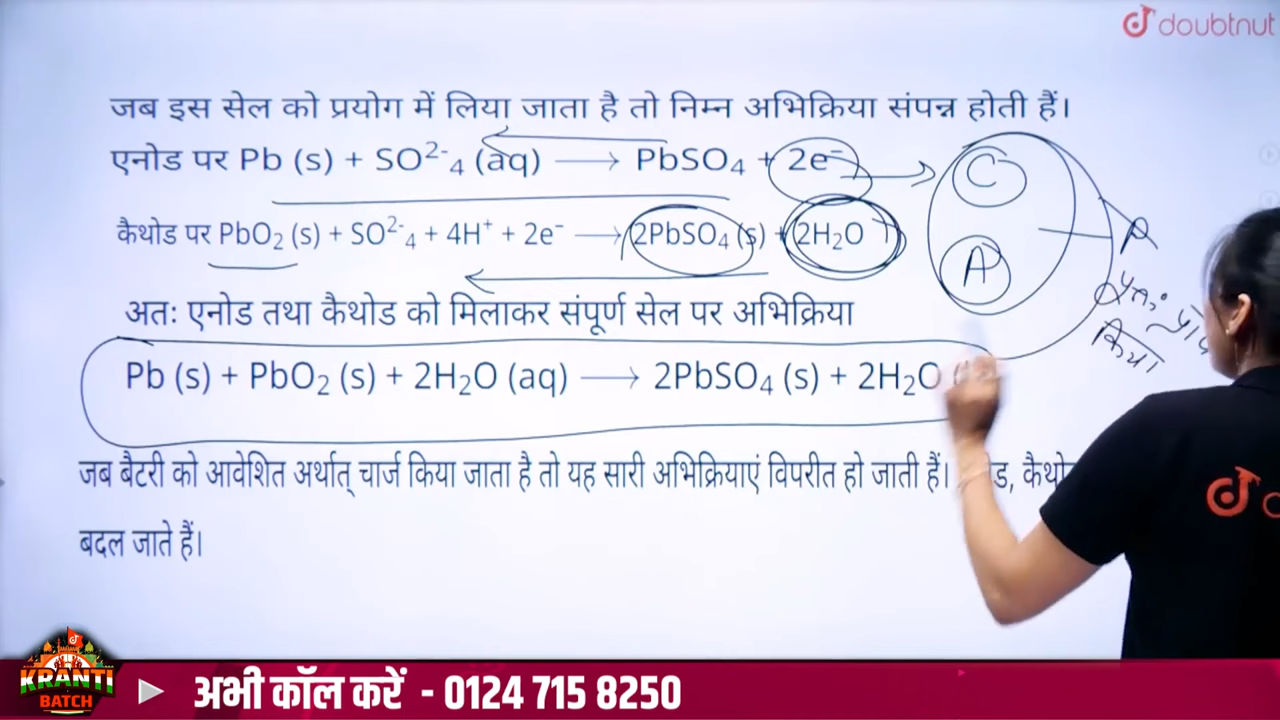 doubtnut
जब इस सेल को प्रयोग में लिया जाता है तो निम्न अभिक्रिया संपन्न होती हैं।
एनोड पर Pb (s) + SO²⁻₄ (aq) ⟶ PbSO₄ + 2e⁻
C
कैथोड पर PbO₂ (s) + SO²⁻₄ + 4H⁺ + 2e⁻ ⟶ 2PbSO₄ (s) + 2H₂O
A
अतः एनोड तथा कैथोड को मिलाकर संपूर्ण सेल पर अभिक्रिया
क्रिया
Pb (s) + PbO₂ (s) + 2H₂O (aq) ⟶ 2PbSO₄ (s) + 2H₂O
जब बैटरी को आवेशित अर्थात् चार्ज किया जाता है तो यह सारी अभिक्रियाएं विपरीत हो जाती हैं।
बदल जाते हैं।
KRANTI
BATCH
अभी कॉल करें - 0124 715 8250